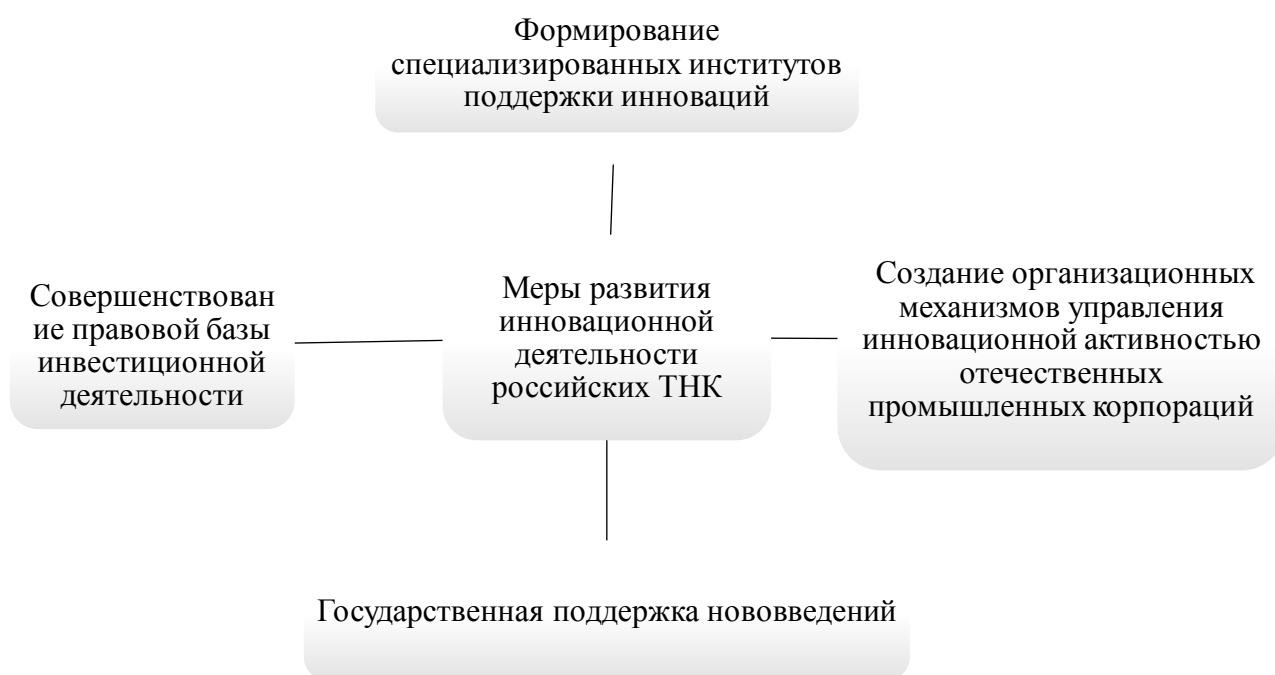 Формирование
специализированных институтов
поддержки инноваций
Совершенствован
ие правовой базы
инвестиционной
деятельности
Меры развития
инновационной
деятельности
российских ТНК
Создание организационных
механизмов управления
инновационной активностью
отечественных
промышленных корпораций
Государственная поддержка нововведений